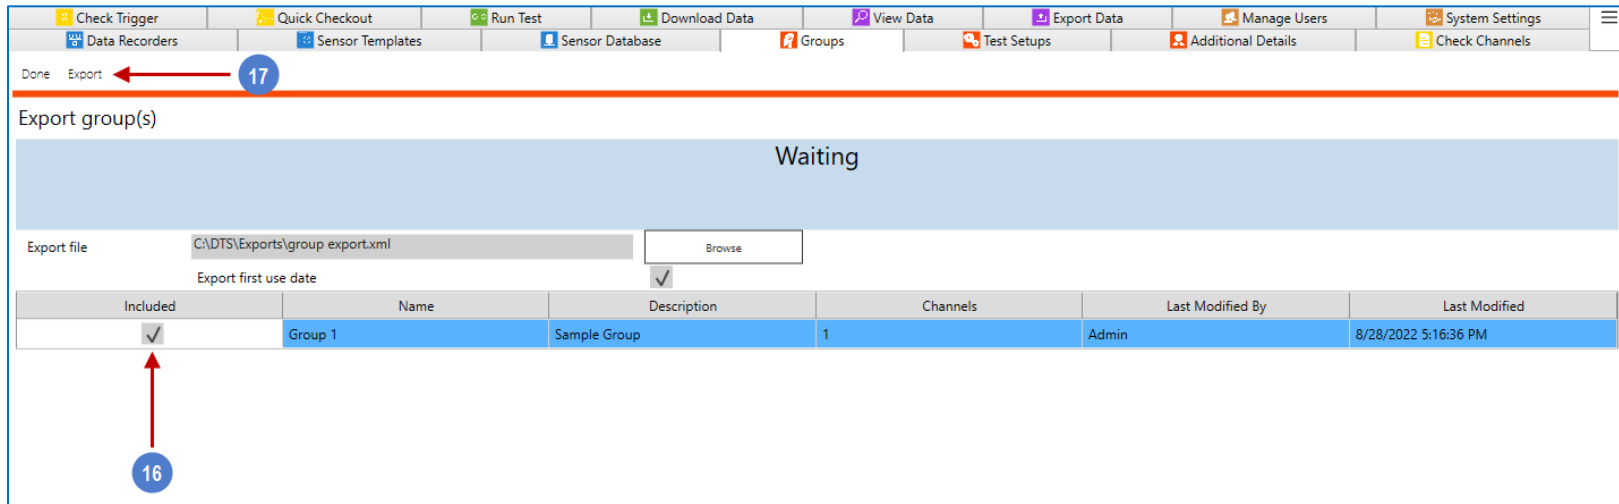 Check Trigger Quick Checkout Run Test Download Data View Data Export Data Manage Users System Settings
Data Recorders Sensor Templates Sensor Database Groups Test Setups Additional Details Check Channels
Done Export 17
Export group(s)
Waiting
Export file C:\DTS\Exports\group export.xml Browse
Export first use date
Included Name Description Channels Last Modified By Last Modified
Group 1 Sample Group 1 Admin 8/28/2022 5:16:36 PM
16